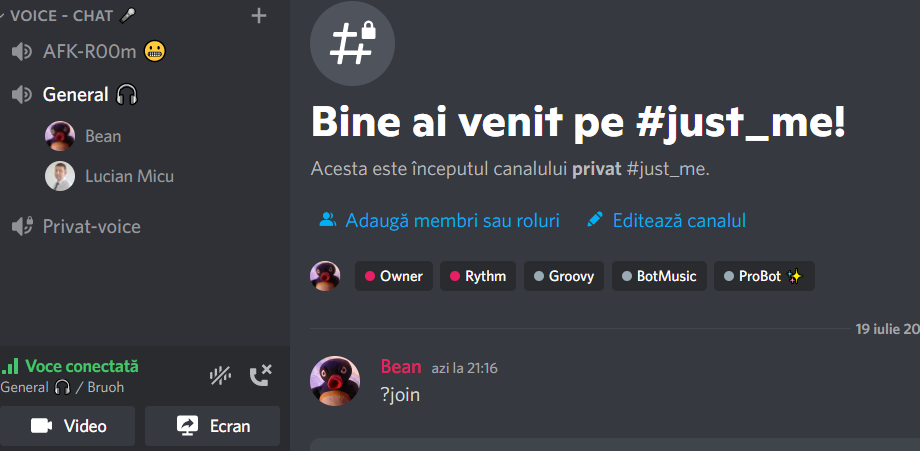 VOICE - CHAT 🎤
AFK-R00m 😬
General 🎧
Bean
Lucian Micu
Privat-voice
Voce conectată
General 🎧 / Bruoh
Video
Ecran
Bine ai venit pe #just_me!
Acesta este începutul canalului privat #just_me.
Adaugă membri sau roluri
Editează canalul
Owner
Rythm
Groovy
BotMusic
ProBot ✨
19 iulie 20
Bean azi la 21:16
?join